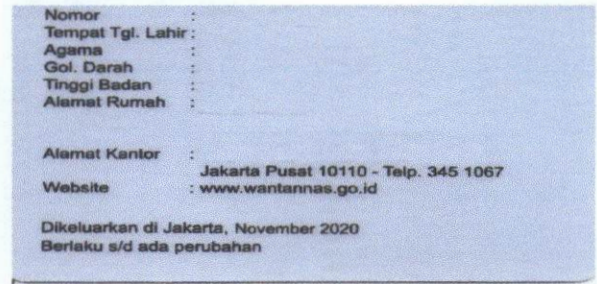 Nomor :
Tempat Tgl. Lahir :
Agama :
Gol. Darah :
Tinggi Badan :
Alamat Rumah :
Alamat Kantor :
Jakarta Pusat 10110 - Telp. 345 1067
Website : www.wantannas.go.id
Dikeluarkan di Jakarta, November 2020
Berlaku s/d ada perubahan